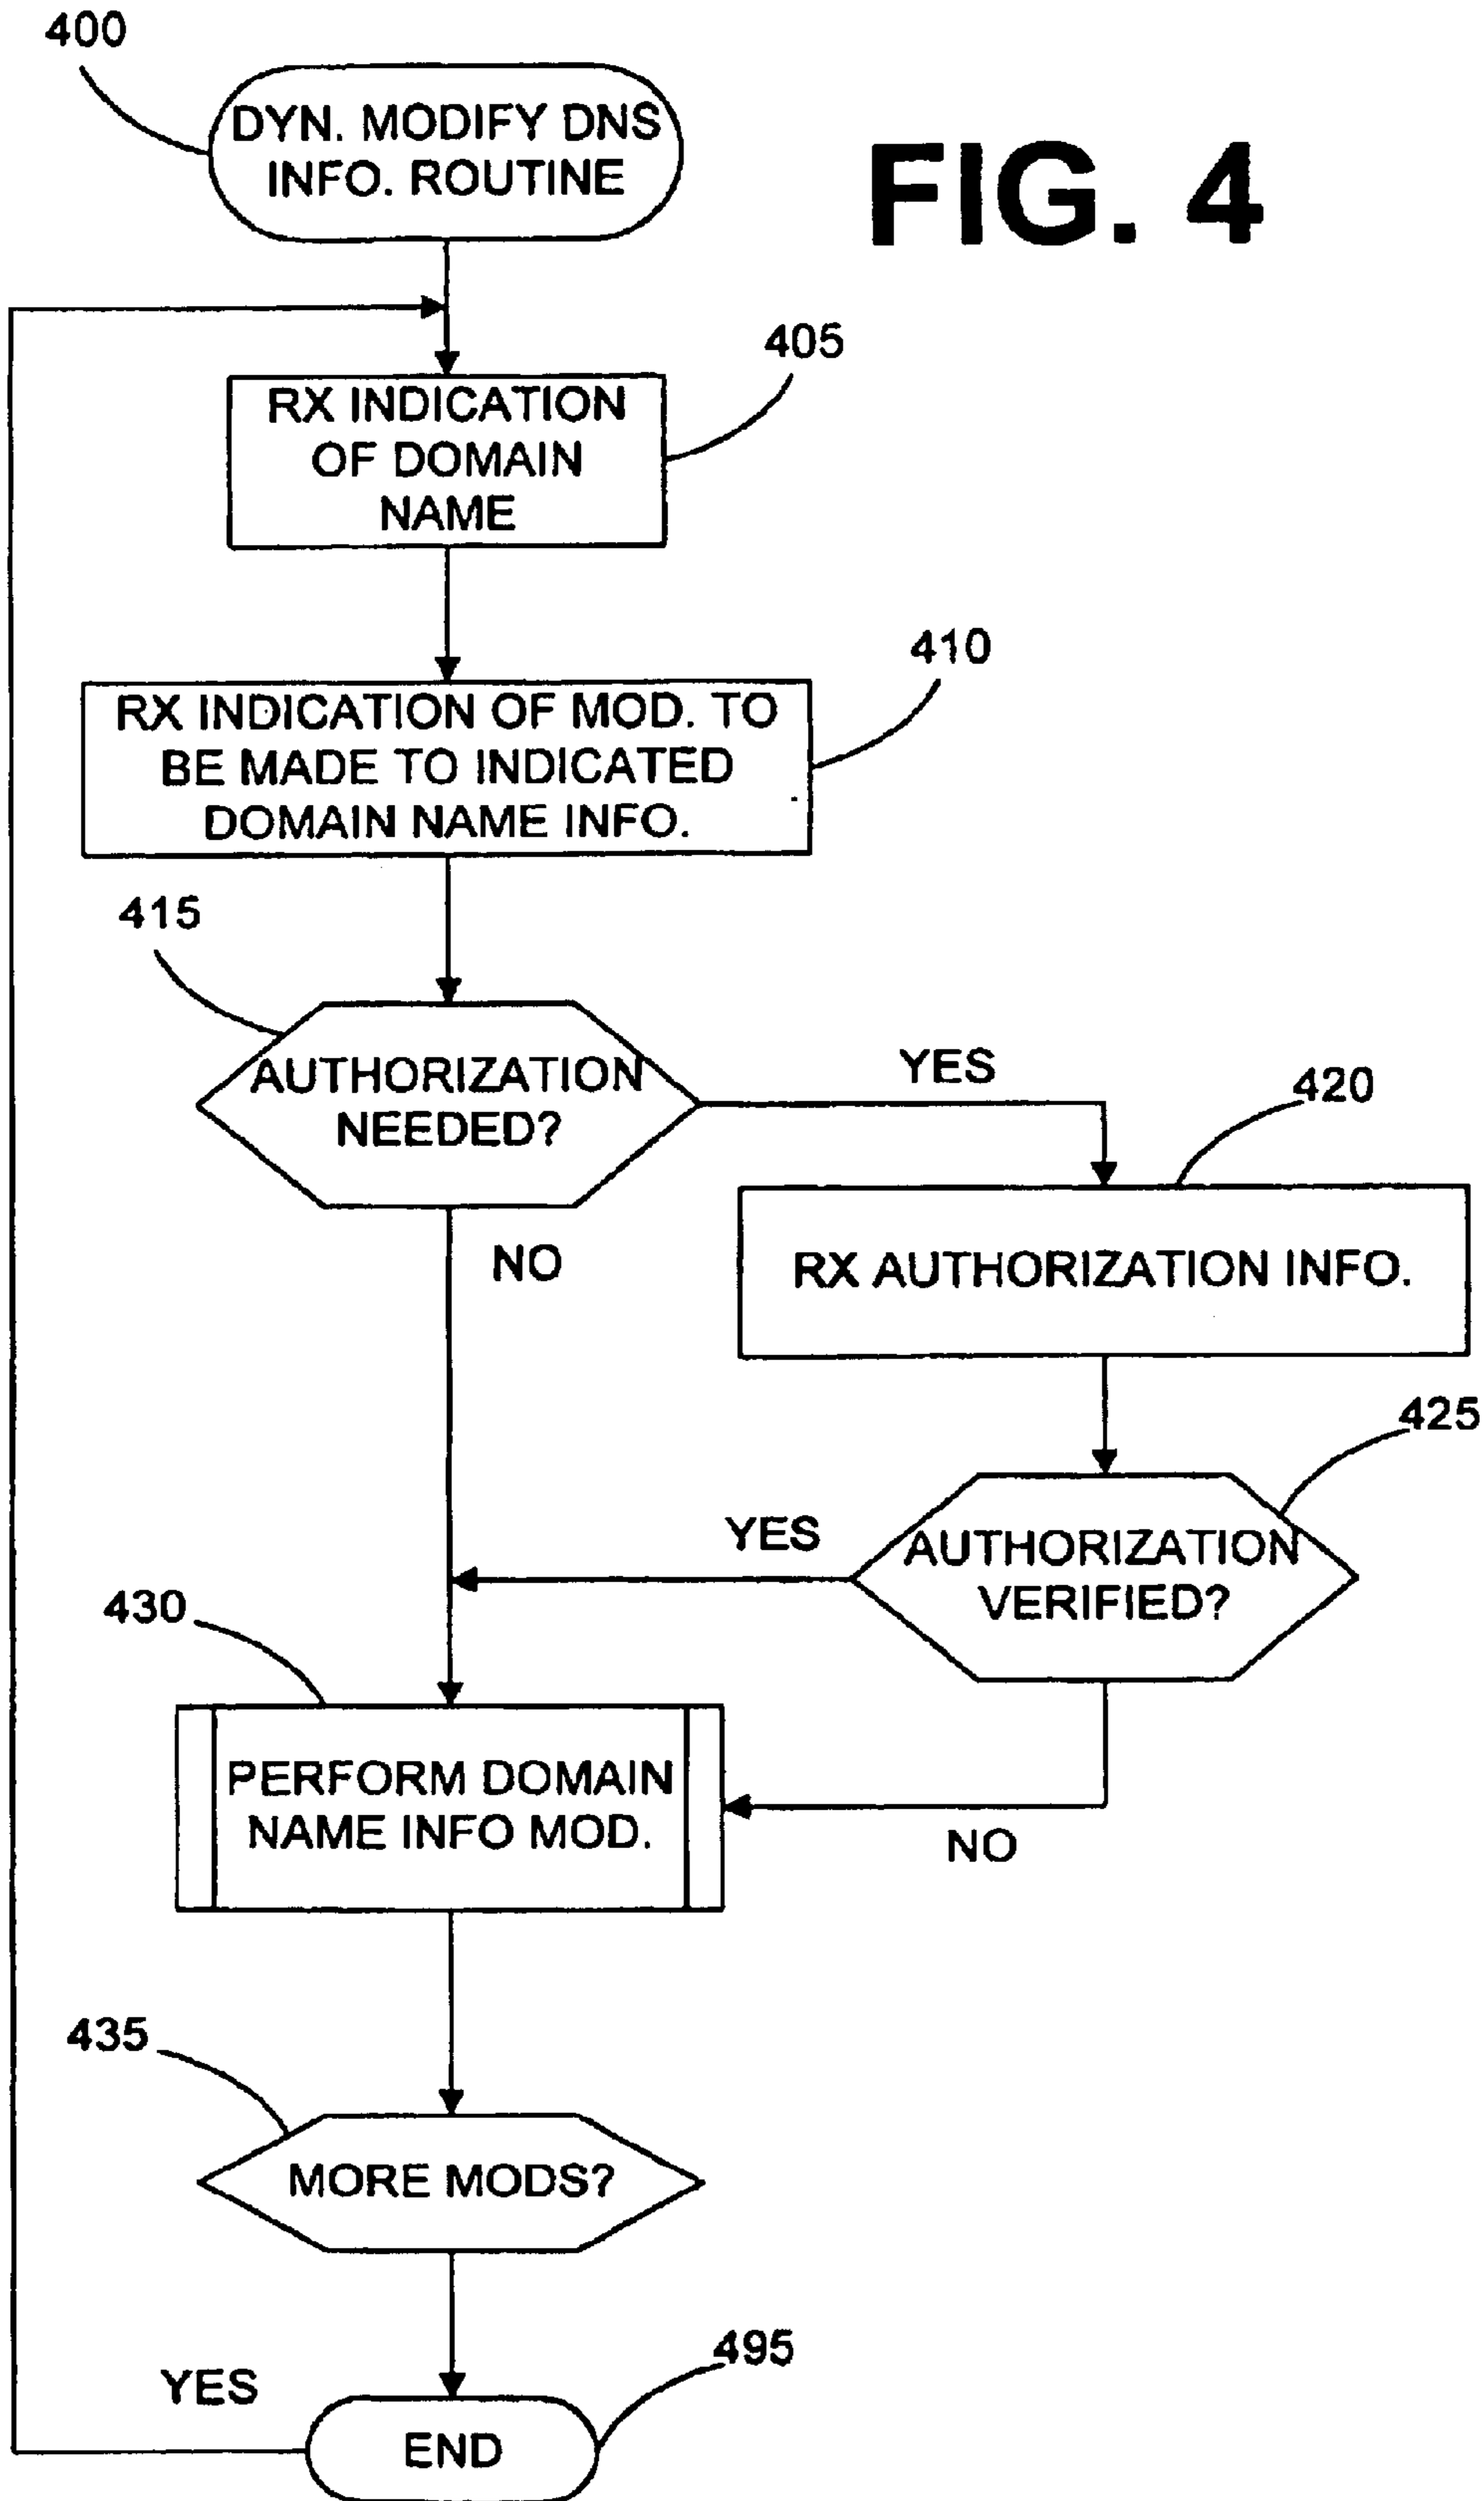 400
DYN. MODIFY DNS
INFO. ROUTINE
FIG. 4
405
RX INDICATION
OF DOMAIN
NAME
410
RX INDICATION OF MOD. TO
BE MADE TO INDICATED
DOMAIN NAME INFO.
415
AUTHORIZATION
NEEDED?
YES
420
NO
RX AUTHORIZATION INFO.
425
YES
AUTHORIZATION
VERIFIED?
430
PERFORM DOMAIN
NAME INFO MOD.
NO
435
MORE MODS?
495
YES
END